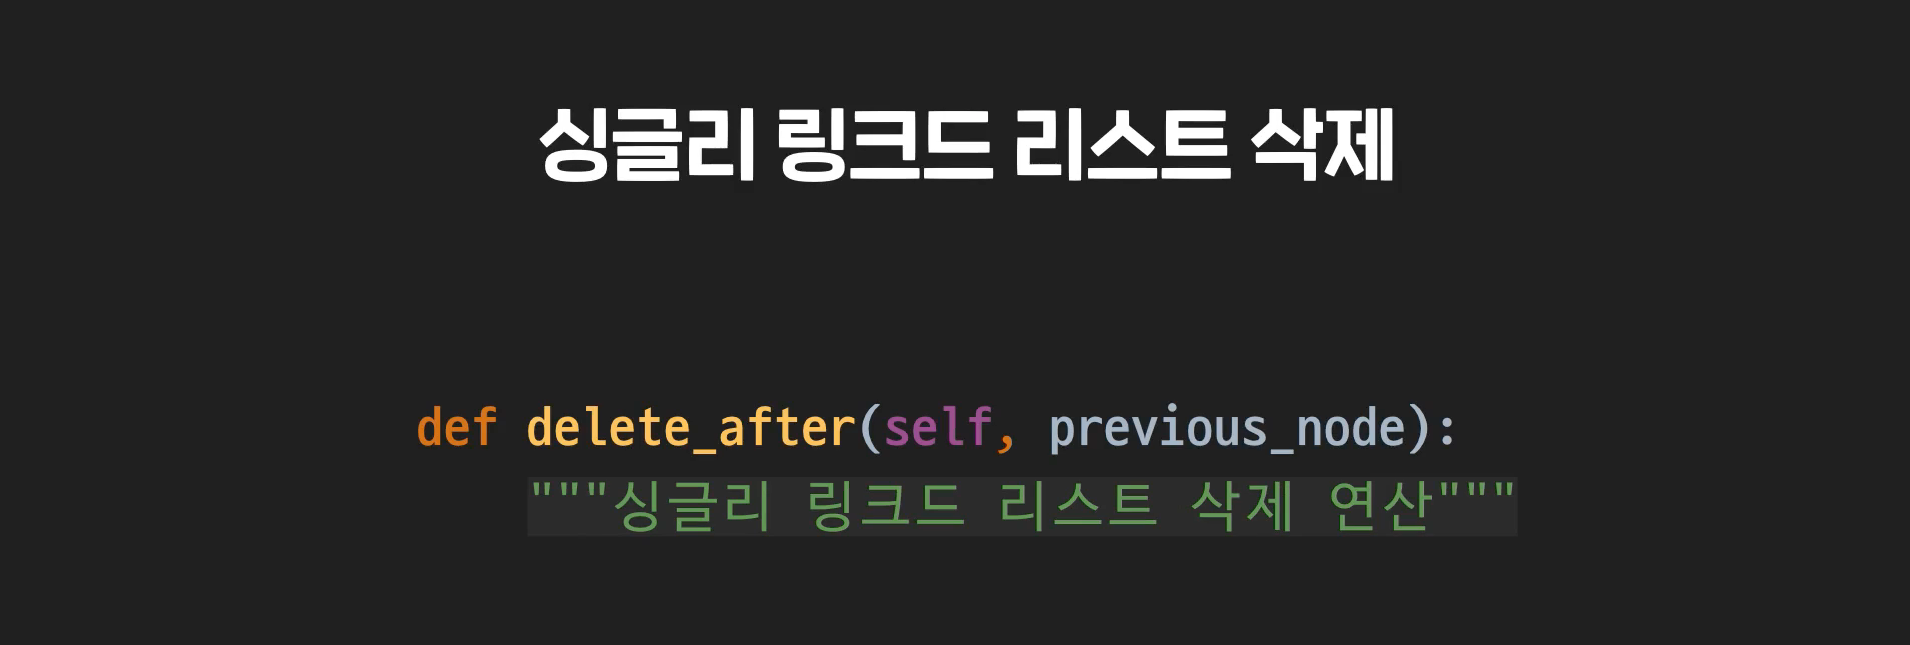 싱글리 링크드 리스트 삭제
def delete_after(self, previous_node):
"""싱글리 링크드 리스트 삭제 연산"""